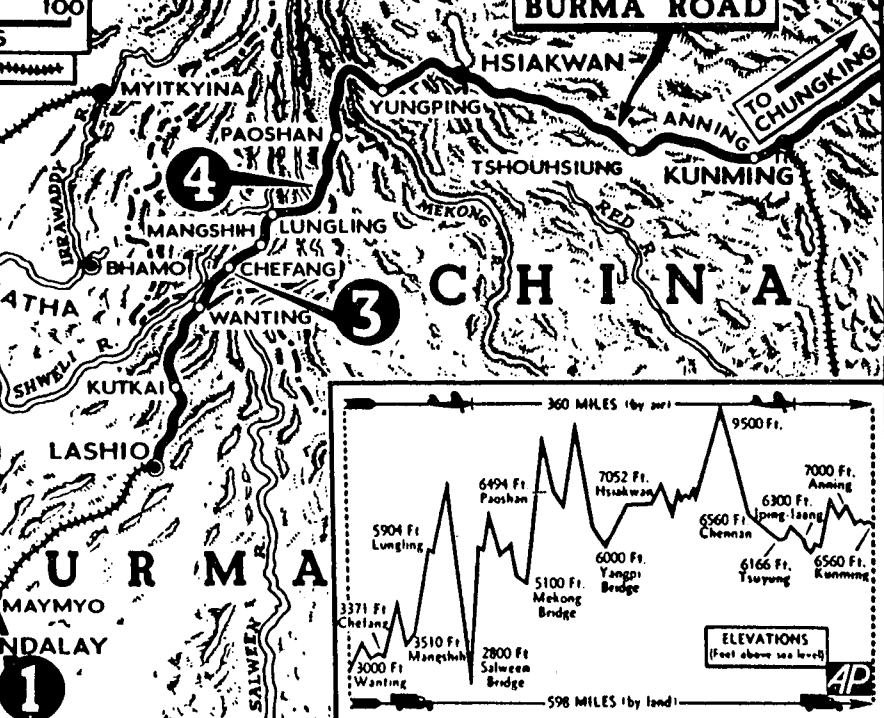 100
S
BURMA ROAD
TO
CHUNGKING
HSIAKWAN
MYITKYINA
YUNGPING
ANNING
PAOSHAN
4
TSHOUHSIUNG
KUNMING
IRRAWADDY R
MEKONG R
RED R
MANGSHIH
LUNGLING
BHAMO
CHEFANG
CHINA
ATHA
3
WANTING
SHWELI R
KUTKAI
LASHIO
URMA
SALWEEN R
MAYMYO
NDALAY
1
360 MILES (by air)
9500 Ft.
6494 Ft.
Paoshan
7052 Ft.
Hsiakwan
7000 Ft.
Anning
5904 Ft.
Lungling
6560 Ft
Chennan
6300 Ft.
6166 Ft.
Tsuyung
6560 Ft.
Kunming
6000 Ft.
Yangpi
Bridge
5100 Ft.
Mekong
Bridge
3371 Ft
Chefang
3510 Ft
Mangshih
2800 Ft
Salween
Bridge
3000 Ft
Wanting
ELEVATIONS
(Feet above sea level)
AP
598 MILES (by land)